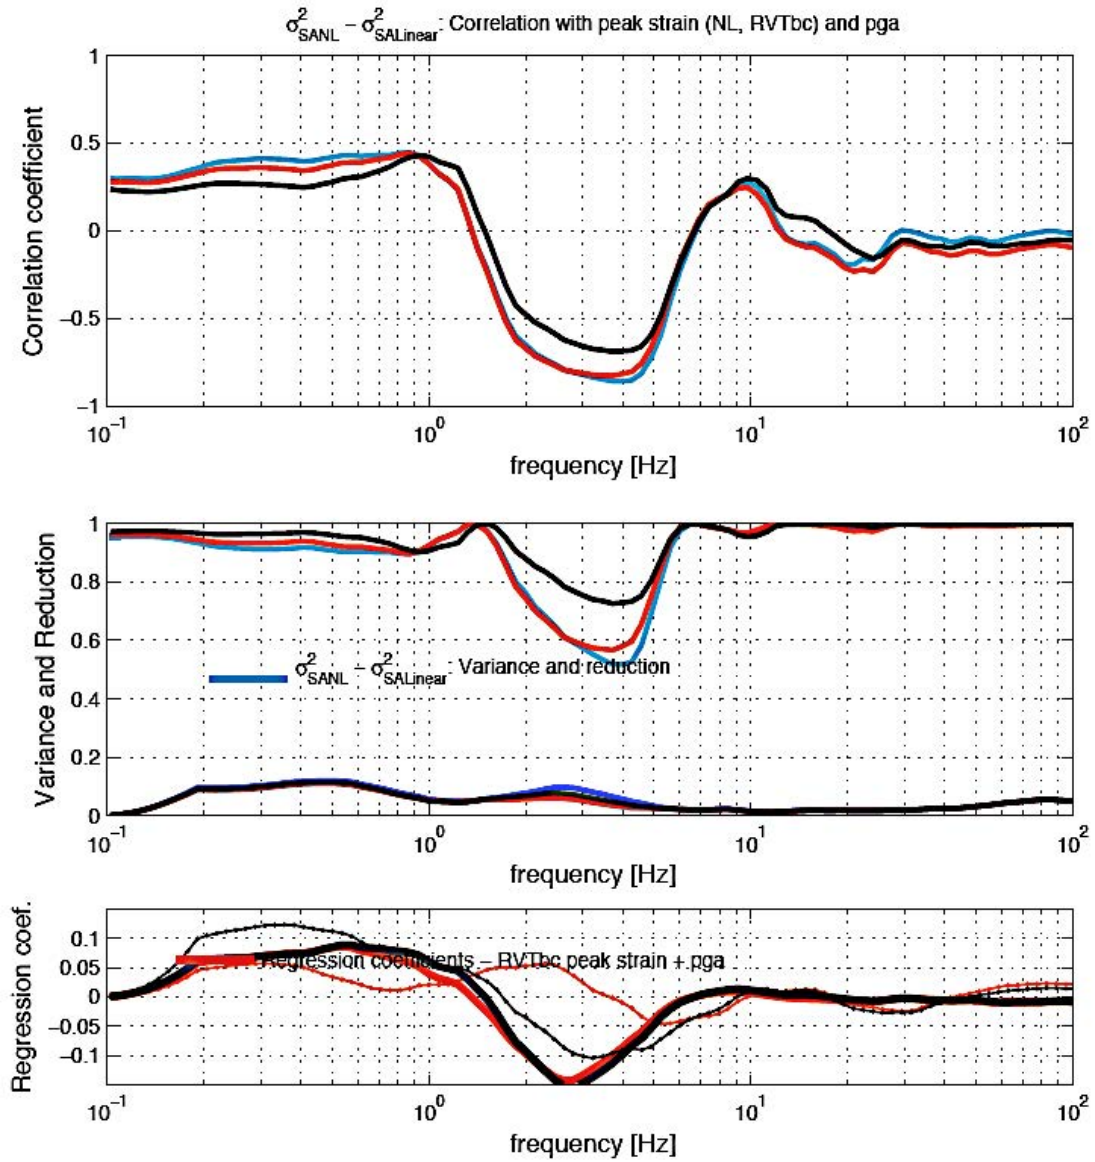 σ²SANL − σ²SALinear: Correlation with peak strain (NL, RVTbc) and pga
1
0.5
0
−0.5
−1
Correlation coefficient
10⁻¹ 10⁰ 10¹ 10²
frequency [Hz]
1
0.8
0.6
0.4
0.2
0
Variance and Reduction
σ²SANL − σ²SALinear: Variance and reduction
10⁻¹ 10⁰ 10¹ 10²
frequency [Hz]
0.1
0.05
0
−0.05
−0.1
Regression coef.
Regression coefficients − RVTbc peak strain + pga
10⁻¹ 10⁰ 10¹ 10²
frequency [Hz]